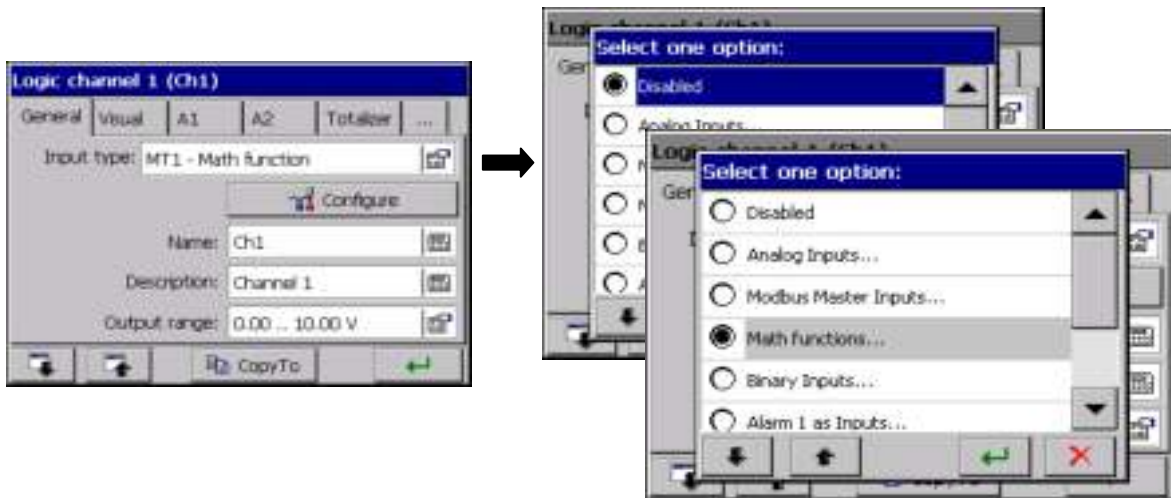 Logic channel 1 (Ch1)
General Visual A1 A2 Totalizer ...
Input type: MT1 - Math function
Configure
Name: Ch1
Description: Channel 1
Output range: 0.00 ... 10.00 V
CopyTo
Select one option:
Disabled
Analog Inputs...
Select one option:
Disabled
Analog Inputs...
Modbus Master Inputs...
Math functions...
Binary Inputs...
Alarm 1 as Inputs...